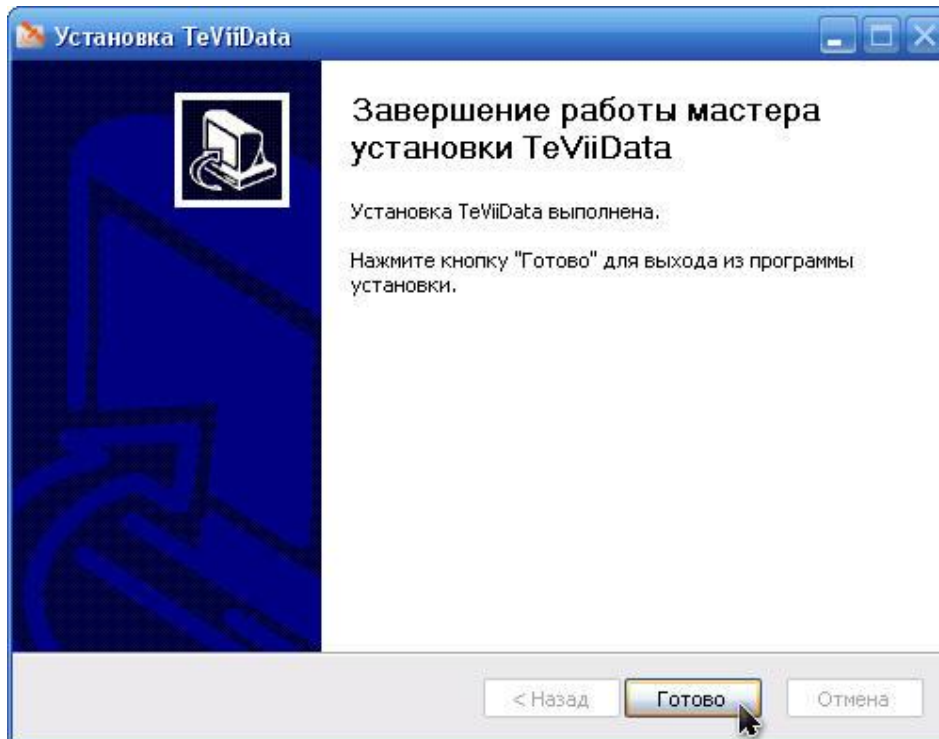 Установка TeViiData
Завершение работы мастера
установки TeViiData
Установка TeViiData выполнена.
Нажмите кнопку "Готово" для выхода из программы
установки.
< Назад
Готово
Отмена